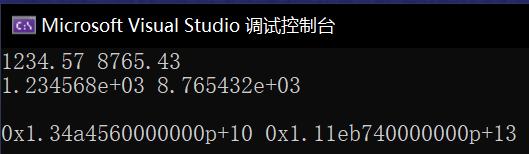 Microsoft Visual Studio 调试控制台
1234.57 8765.43
1.234568e+03 8.765432e+03
0x1.34a4560000000p+10 0x1.11eb740000000p+13